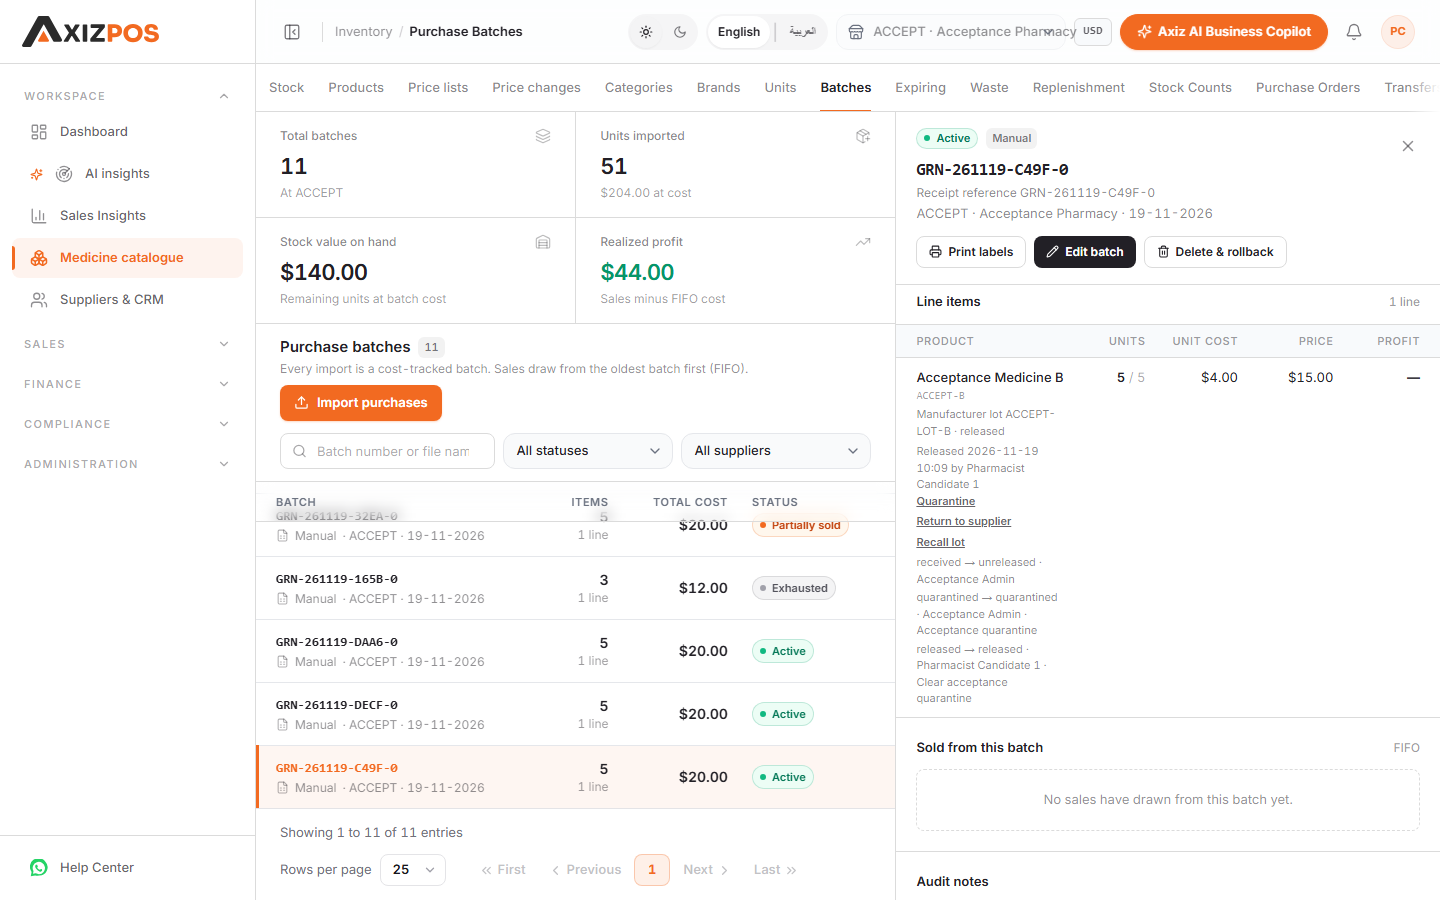 AXIZPOS
Inventory / Purchase Batches
English
العربية
ACCEPT · Acceptance Pharmacy
USD
Axiz AI Business Copilot
PC
WORKSPACE
Dashboard
AI insights
Sales Insights
Medicine catalogue
Suppliers & CRM
SALES
FINANCE
COMPLIANCE
ADMINISTRATION
Help Center
Stock
Products
Price lists
Price changes
Categories
Brands
Units
Batches
Expiring
Waste
Replenishment
Stock Counts
Purchase Orders
Transfer
Total batches
11
At ACCEPT
Units imported
51
$204.00 at cost
Stock value on hand
$140.00
Remaining units at batch cost
Realized profit
$44.00
Sales minus FIFO cost
Purchase batches 11
Every import is a cost-tracked batch. Sales draw from the oldest batch first (FIFO).
Import purchases
Batch number or file nam
All statuses
All suppliers
BATCH ITEMS TOTAL COST STATUS
GRN-261119-32EA-0 5 $20.00 Partially sold
Manual · ACCEPT · 19-11-2026 1 line
GRN-261119-165B-0 3 $12.00 Exhausted
Manual · ACCEPT · 19-11-2026 1 line
GRN-261119-DAA6-0 5 $20.00 Active
Manual · ACCEPT · 19-11-2026 1 line
GRN-261119-DECF-0 5 $20.00 Active
Manual · ACCEPT · 19-11-2026 1 line
GRN-261119-C49F-0 5 $20.00 Active
Manual · ACCEPT · 19-11-2026 1 line
Showing 1 to 11 of 11 entries
Rows per page 25 First Previous 1 Next Last
Active Manual
GRN-261119-C49F-0
Receipt reference GRN-261119-C49F-0
ACCEPT · Acceptance Pharmacy · 19-11-2026
Print labels
Edit batch
Delete & rollback
Line items 1 line
PRODUCT UNITS UNIT COST PRICE PROFIT
Acceptance Medicine B 5 / 5 $4.00 $15.00 —
ACCEPT-B
Manufacturer lot ACCEPT-
LOT-B · released
Released 2026-11-19
10:09 by Pharmacist
Candidate 1
Quarantine
Return to supplier
Recall lot
received → unreleased ·
Acceptance Admin
quarantined → quarantined
· Acceptance Admin ·
Acceptance quarantine
released → released ·
Pharmacist Candidate 1 ·
Clear acceptance
quarantine
Sold from this batch FIFO
No sales have drawn from this batch yet.
Audit notes